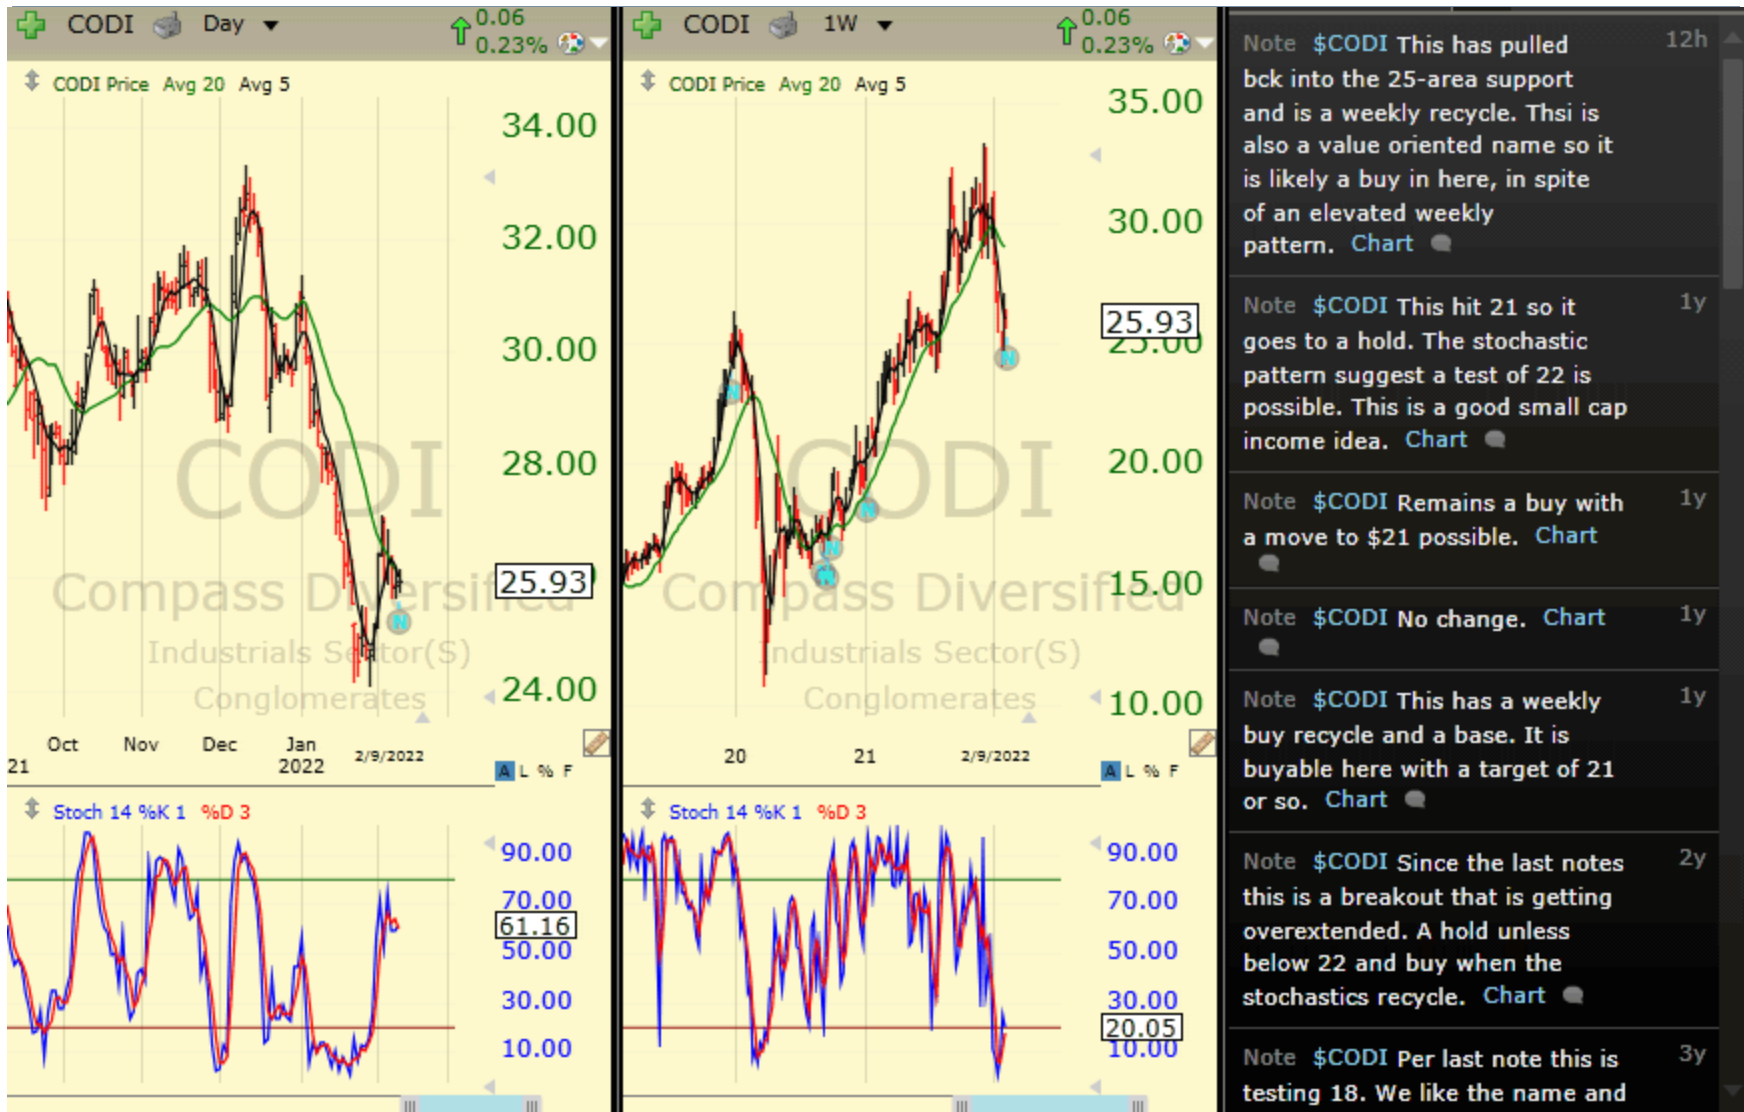 CODI Day
0.06
0.23%
CODI Price Avg 20 Avg 5
34.00
32.00
30.00
28.00
25.93
24.00
CODI
Compass Diversified
Industrials Sector(S)
Conglomerates
N
21 Oct Nov Dec Jan 2/9/2022
2022
A L % F
Stoch 14 %K 1 %D 3
90.00
70.00
61.16
50.00
30.00
10.00
CODI 1W
0.06
0.23%
CODI Price Avg 20 Avg 5
35.00
30.00
25.93
25.00
20.00
15.00
10.00
CODI
Compass Diversified
Industrials Sector(S)
Conglomerates
N
N
N
N
N
20 21 2/9/2022
A L % F
Stoch 14 %K 1 %D 3
90.00
70.00
50.00
30.00
20.05
10.00
Note $CODI This has pulled 12h
bck into the 25-area support
and is a weekly recycle. Thsi is
also a value oriented name so it
is likely a buy in here, in spite
of an elevated weekly
pattern. Chart
Note $CODI This hit 21 so it 1y
goes to a hold. The stochastic
pattern suggest a test of 22 is
possible. This is a good small cap
income idea. Chart
Note $CODI Remains a buy with 1y
a move to $21 possible. Chart
Note $CODI No change. Chart 1y
Note $CODI This has a weekly 1y
buy recycle and a base. It is
buyable here with a target of 21
or so. Chart
Note $CODI Since the last notes 2y
this is a breakout that is getting
overextended. A hold unless
below 22 and buy when the
stochastics recycle. Chart
Note $CODI Per last note this is 3y
testing 18. We like the name and